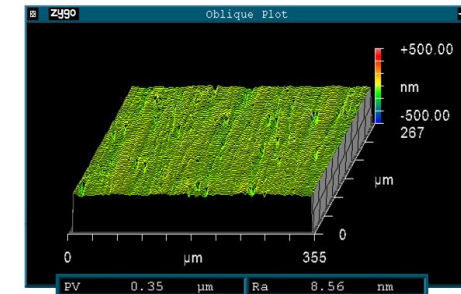 zygo Oblique Plot
+500.00
nm
-500.00
267
µm
0
0 µm 355
PV 0.35 µm Ra 8.56 nm